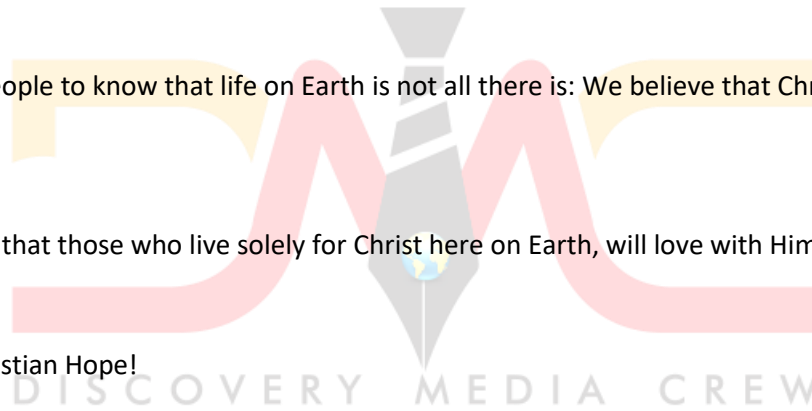 ople to know that life on Earth is not all there is: We believe that Chr
that those who live solely for Christ here on Earth, will love with Him
stian Hope!
DISCOVERY MEDIA CREW